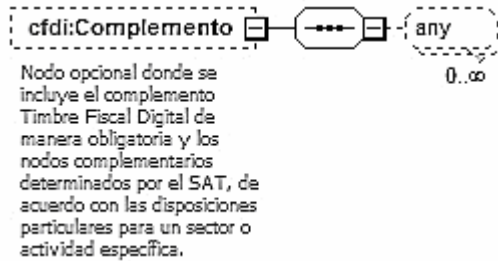 cfdi:Complemento
any
0..∞
Nodo opcional donde se
incluye el complemento
Timbre Fiscal Digital de
manera obligatoria y los
nodos complementarios
determinados por el SAT, de
acuerdo con las disposiciones
particulares para un sector o
actividad específica.